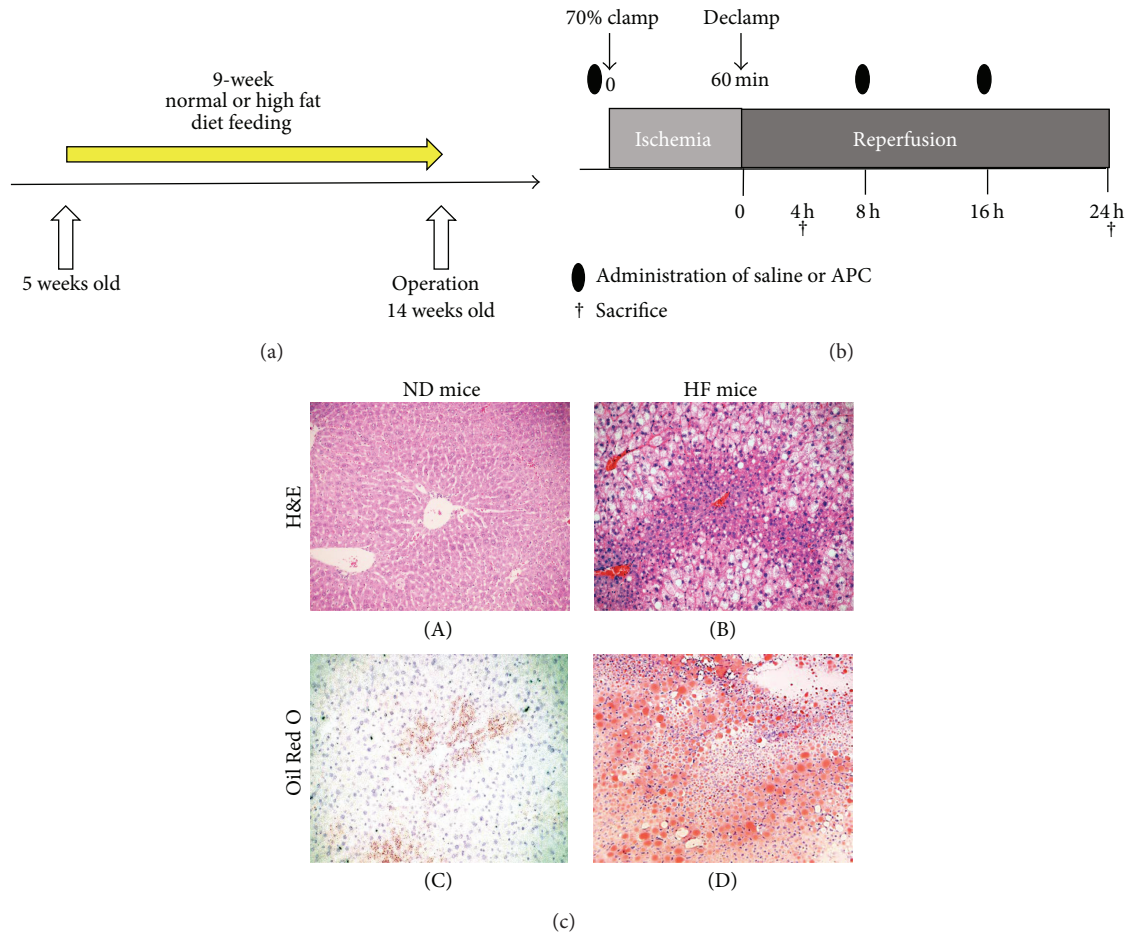 9-week
normal or high fat
diet feeding
5 weeks old
Operation
14 weeks old
(a)
70% clamp
Declamp
0
60 min
Ischemia
Reperfusion
0
4 h
8 h
16 h
24 h
†
†
Administration of saline or APC
† Sacrifice
(b)
ND mice
HF mice
H&E
(A)
(B)
Oil Red O
(C)
(D)
(c)